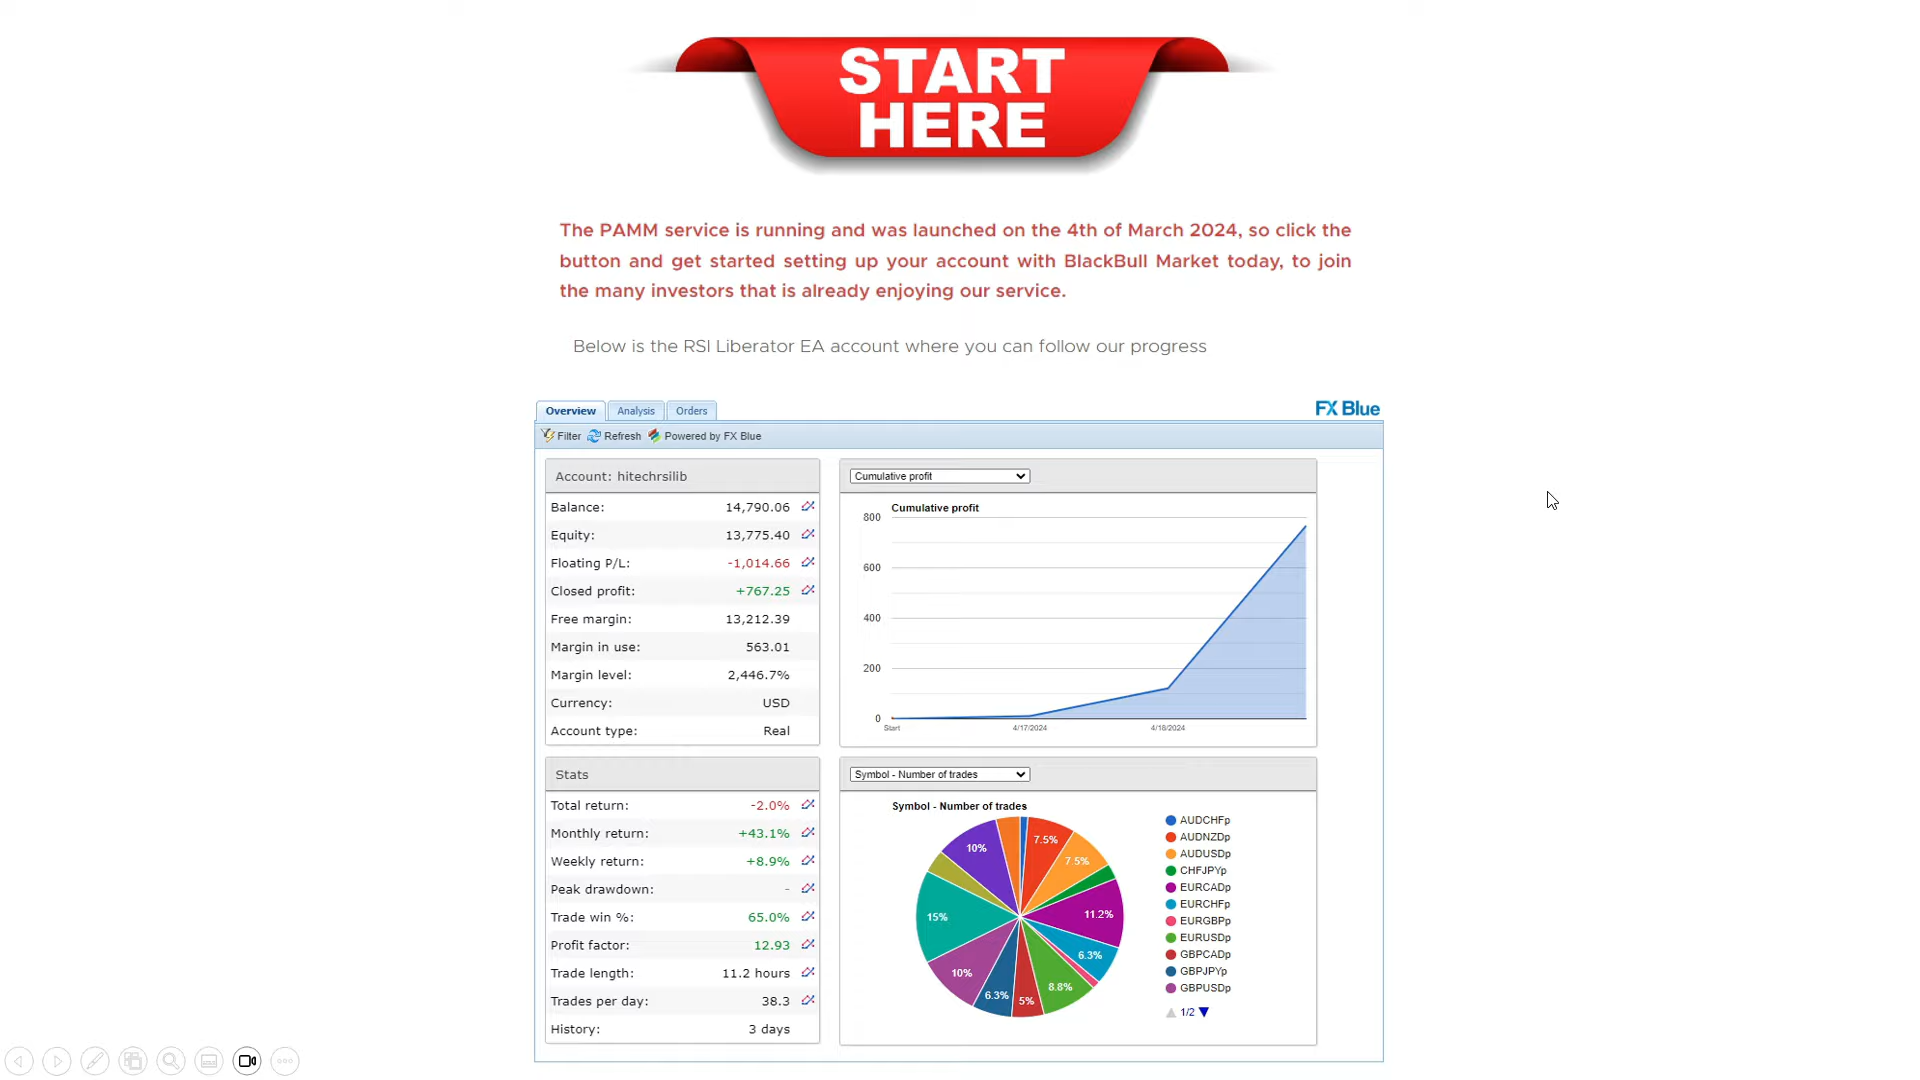 START
HERE
The PAMM service is running and was launched on the 4th of March 2024, so click the
button and get started setting up your account with BlackBull Market today, to join
the many investors that is already enjoying our service.
Below is the RSI Liberator EA account where you can follow our progress
Overview Analysis Orders FX Blue
Filter Refresh Powered by FX Blue
Account: hitechrsilib
Balance: 14,790.06
Equity: 13,775.40
Floating P/L: -1,014.66
Closed profit: +767.25
Free margin: 13,212.39
Margin in use: 563.01
Margin level: 2,446.7%
Currency: USD
Account type: Real
Cumulative profit
Cumulative profit
800
600
400
200
0
Start 4/17/2024 4/18/2024
Stats
Total return: -2.0%
Monthly return: +43.1%
Weekly return: +8.9%
Peak drawdown: -
Trade win %: 65.0%
Profit factor: 12.93
Trade length: 11.2 hours
Trades per day: 38.3
History: 3 days
Symbol - Number of trades
Symbol - Number of trades
7.5%
7.5%
11.2%
6.3%
8.8%
5%
6.3%
10%
15%
10%
AUDCHFp
AUDNZDp
AUDUSDp
CHFJPYp
EURCADp
EURCHFp
EURGBPp
EURUSDp
GBPCADp
GBPJPYp
GBPUSDp
1/2